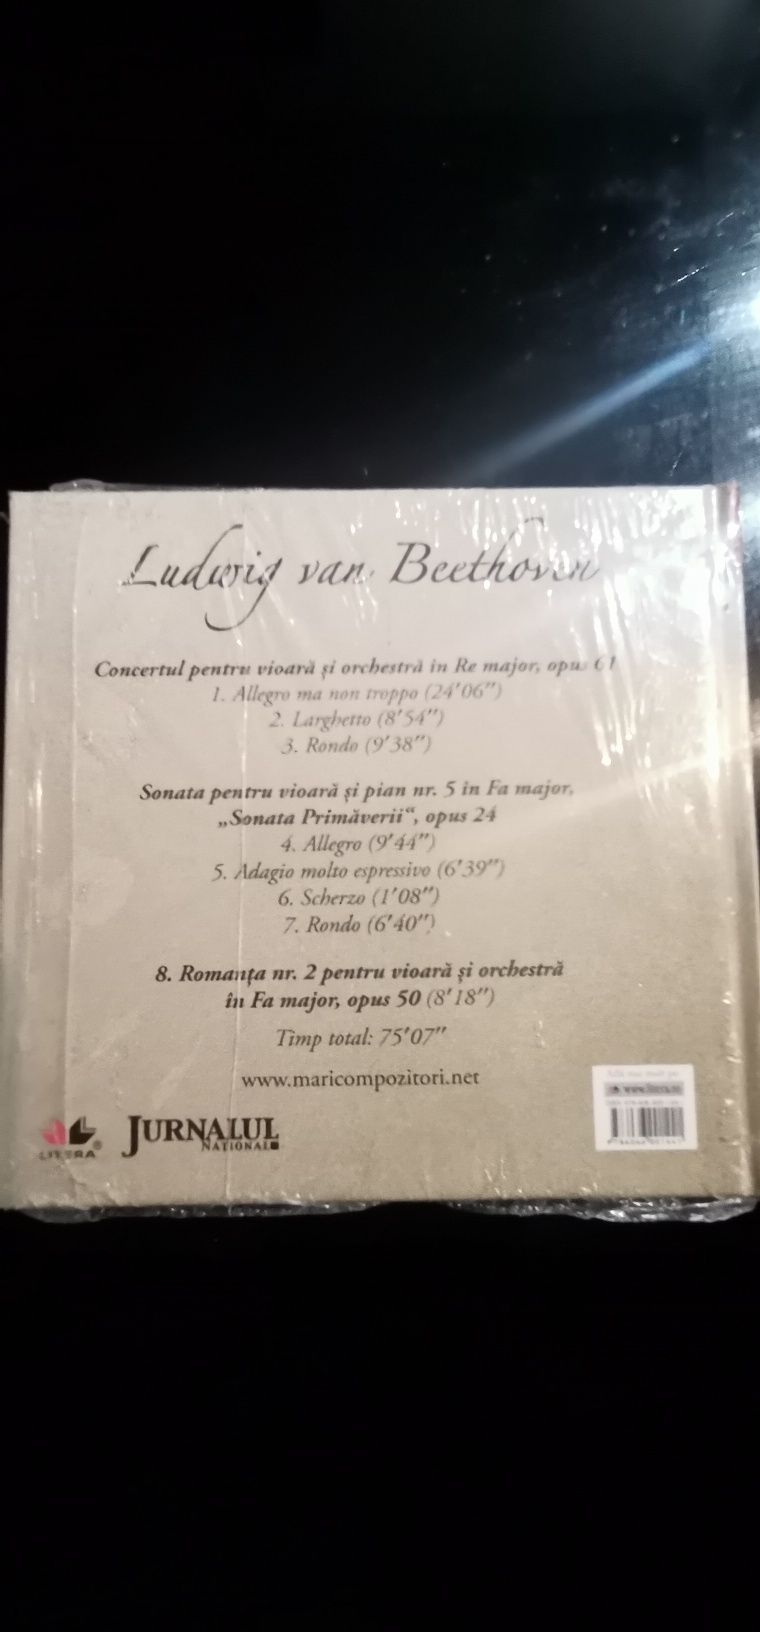 Ludwig van Beethoven
Concertul pentru vioară și orchestră în Re major, opus 61
1. Allegro ma non troppo (24'06")
2. Larghetto (8'54")
3. Rondo (9'38")
Sonata pentru vioară și pian nr. 5 în Fa major,
„Sonata Primăverii“, opus 24
4. Allegro (9'44")
5. Adagio molto espressivo (6'39")
6. Scherzo (1'08")
7. Rondo (6'40")
8. Romanța nr. 2 pentru vioară și orchestră
în Fa major, opus 50 (8'18")
Timp total: 75'07"
www.maricompozitori.net
LITERA®
JURNALUL
NAȚIONAL